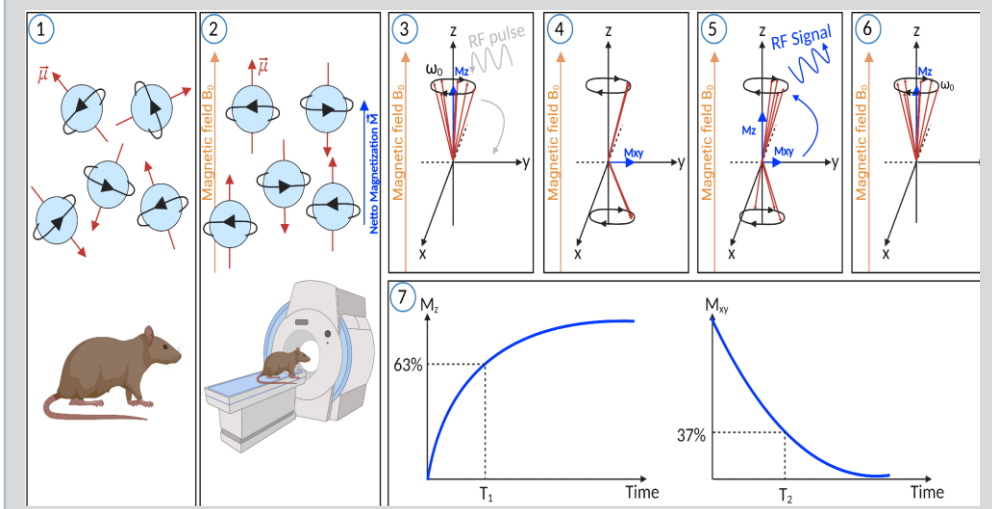 1
μ⃗
2
Magnetic field B₀
μ⃗
Netto Magnetization M⃗
3
Magnetic field B₀
z
RF pulse
ω₀
Mz
y
x
4
Magnetic field B₀
z
Mxy
y
x
5
Magnetic field B₀
z
RF Signal
Mz
Mxy
y
x
6
Magnetic field B₀
z
Mz
ω₀
x
7
M_z
63%
T₁
Time
M_xy
37%
T₂
Time